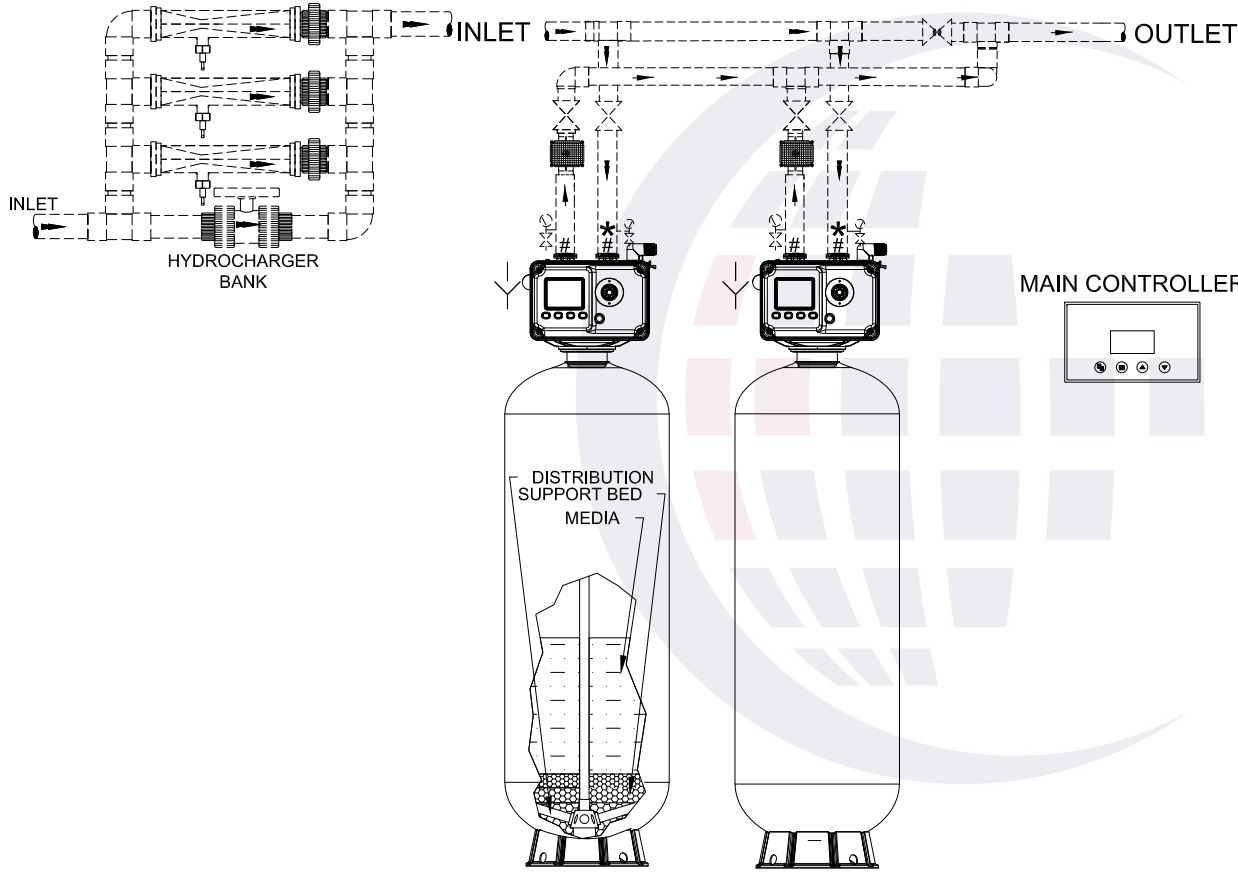 INLET
OUTLET
INLET
HYDROCHARGER
BANK
*
#
#
*
#
#
MAIN CONTROLLER
DISTRIBUTION
SUPPORT BED
MEDIA